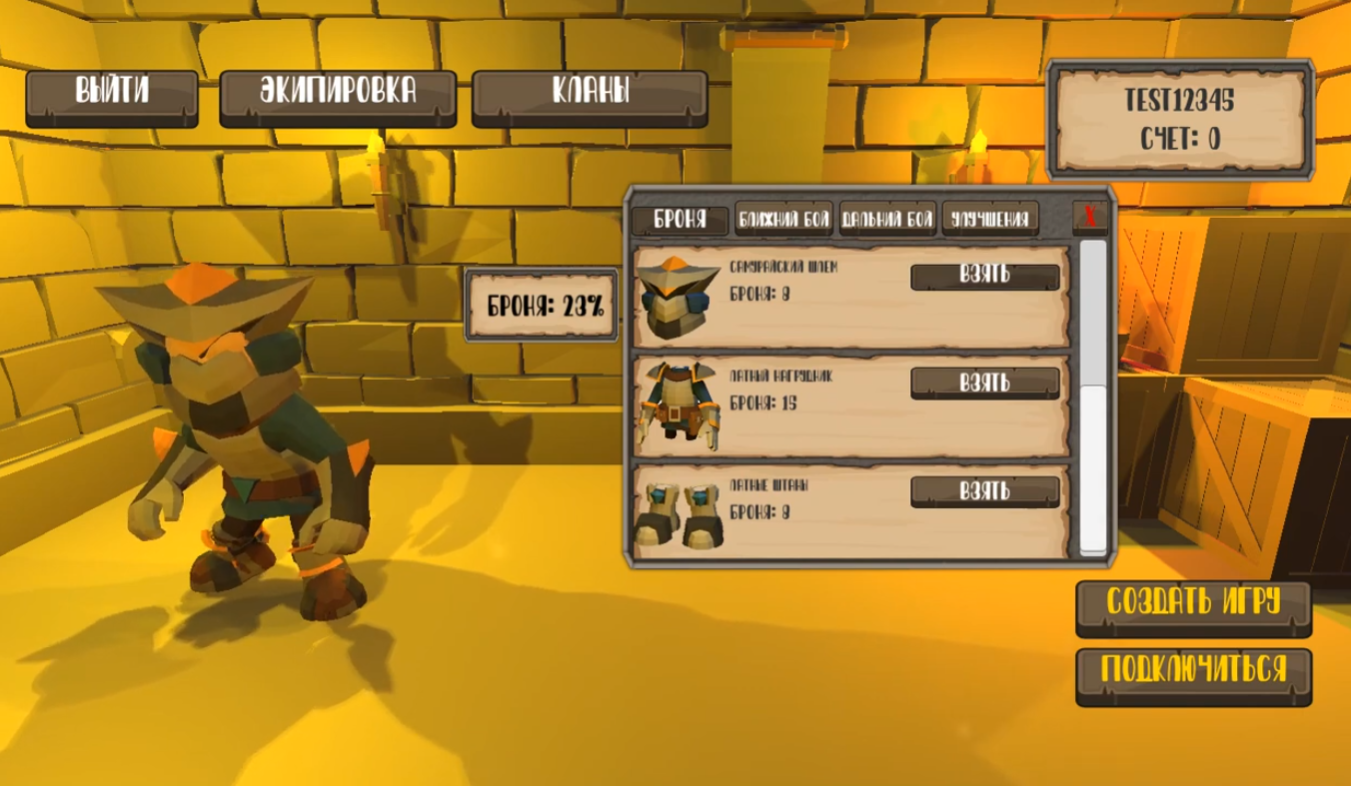 ВЫЙТИ
ЭКИПИРОВКА
КЛАНЫ
TEST12345
СЧЕТ: 0
БРОНЯ
БЛИЖНИЙ БОЙ
ДАЛЬНИЙ БОЙ
УЛУЧШЕНИЯ
X
БРОНЯ: 23%
САМУРАЙСКИЙ ШЛЕМ
БРОНЯ: 8
ВЗЯТЬ
ЛАТНЫЙ НАГРУДНИК
БРОНЯ: 15
ВЗЯТЬ
ЛАТНЫЕ ШТАНЫ
БРОНЯ: 8
ВЗЯТЬ
СОЗДАТЬ ИГРУ
ПОДКЛЮЧИТЬСЯ